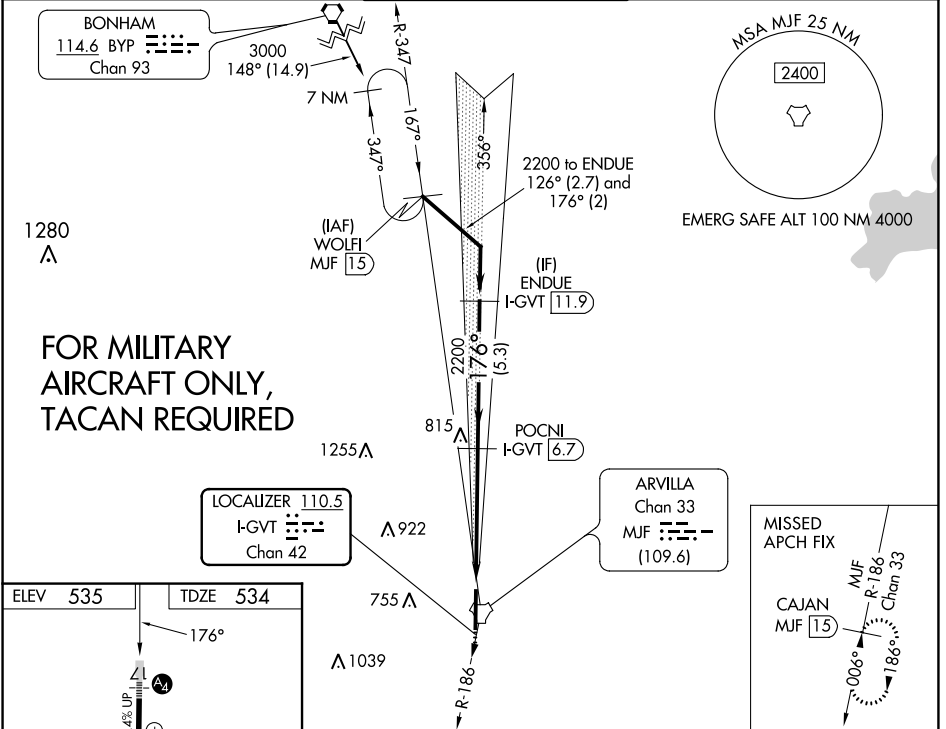 BONHAM
114.6 BYP
Chan 93
3000
148° (14.9)
7 NM
R-347
167°
347°
356°
2200 to ENDUE
126° (2.7) and
176° (2)
MSA MJF 25 NM
2400
EMERG SAFE ALT 100 NM 4000
1280
(IAF)
WOLFI
MJF 15
(IF)
ENDUE
I-GVT 11.9
FOR MILITARY
AIRCRAFT ONLY,
TACAN REQUIRED
2200
176°
(5.3)
815
POCNI
I-GVT 6.7
1255
LOCALIZER 110.5
I-GVT
Chan 42
922
ARVILLA
Chan 33
MJF
(109.6)
755
1039
R-186
MISSED
APCH FIX
MJF
R-186
Chan 33
CAJAN
MJF 15
006°
186°
ELEV 535
TDZE 534
176°
17
A4
4% UP